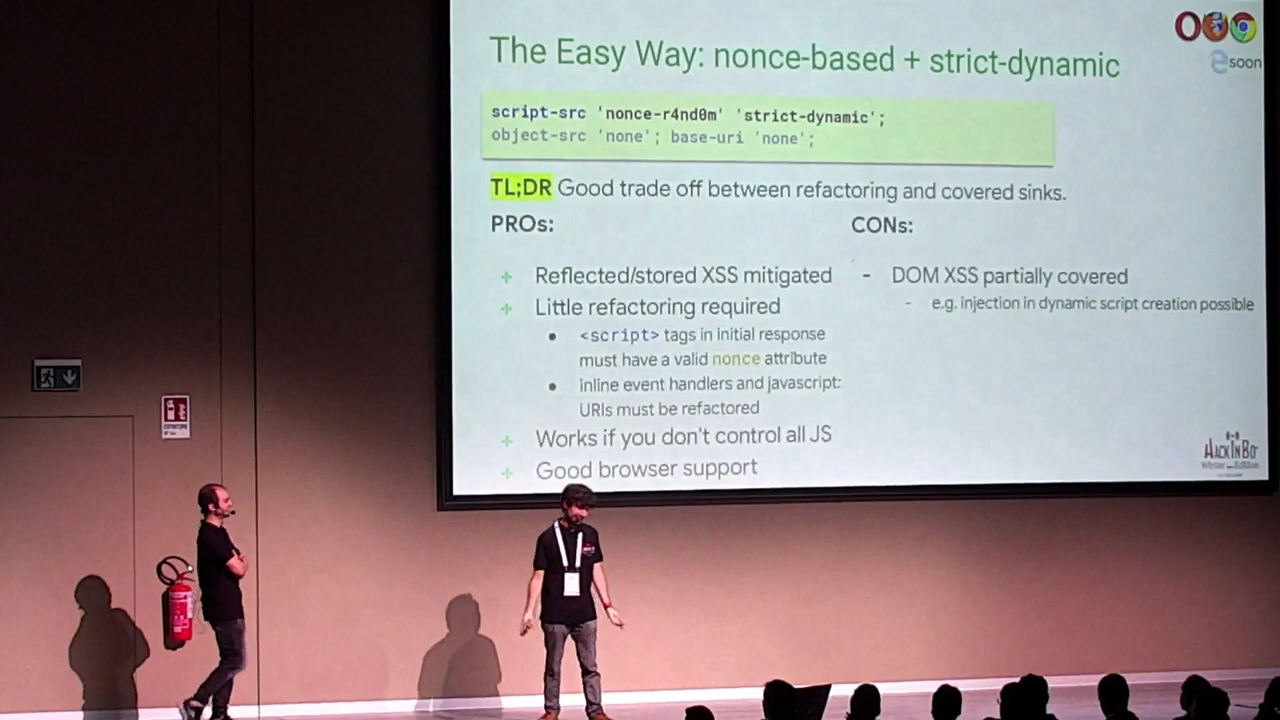 The Easy Way: nonce-based + strict-dynamic
soon
script-src 'nonce-r4nd0m' 'strict-dynamic';
object-src 'none'; base-uri 'none';
TL;DR Good trade off between refactoring and covered sinks.
PROs:
+ Reflected/stored XSS mitigated
+ Little refactoring required
● <script> tags in initial response
must have a valid nonce attribute
● inline event handlers and javascript:
URIs must be refactored
+ Works if you don't control all JS
+ Good browser support
CONs:
- DOM XSS partially covered
- e.g. injection in dynamic script creation possible
HACKINBO
Winter Edition
ESTINTORE